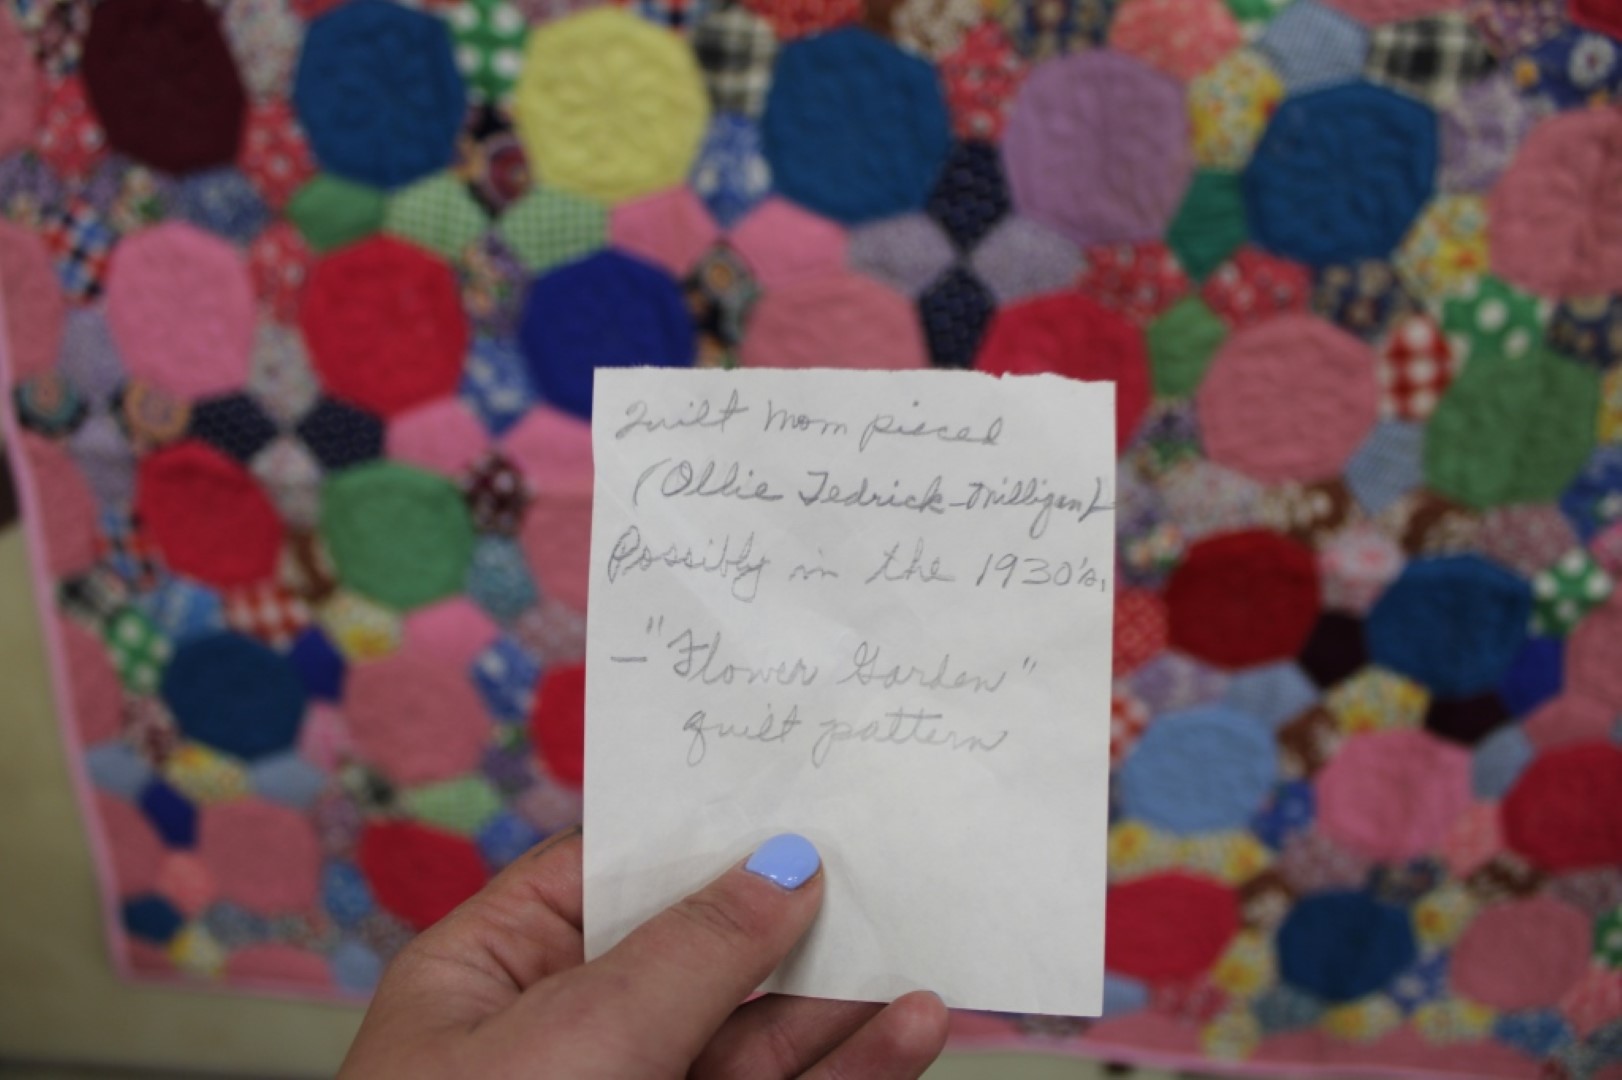 Quilt Mom pieced
(Ollie Tedrick-Milligan)
Possibly in the 1930's.
- "Flower Garden"
quilt pattern